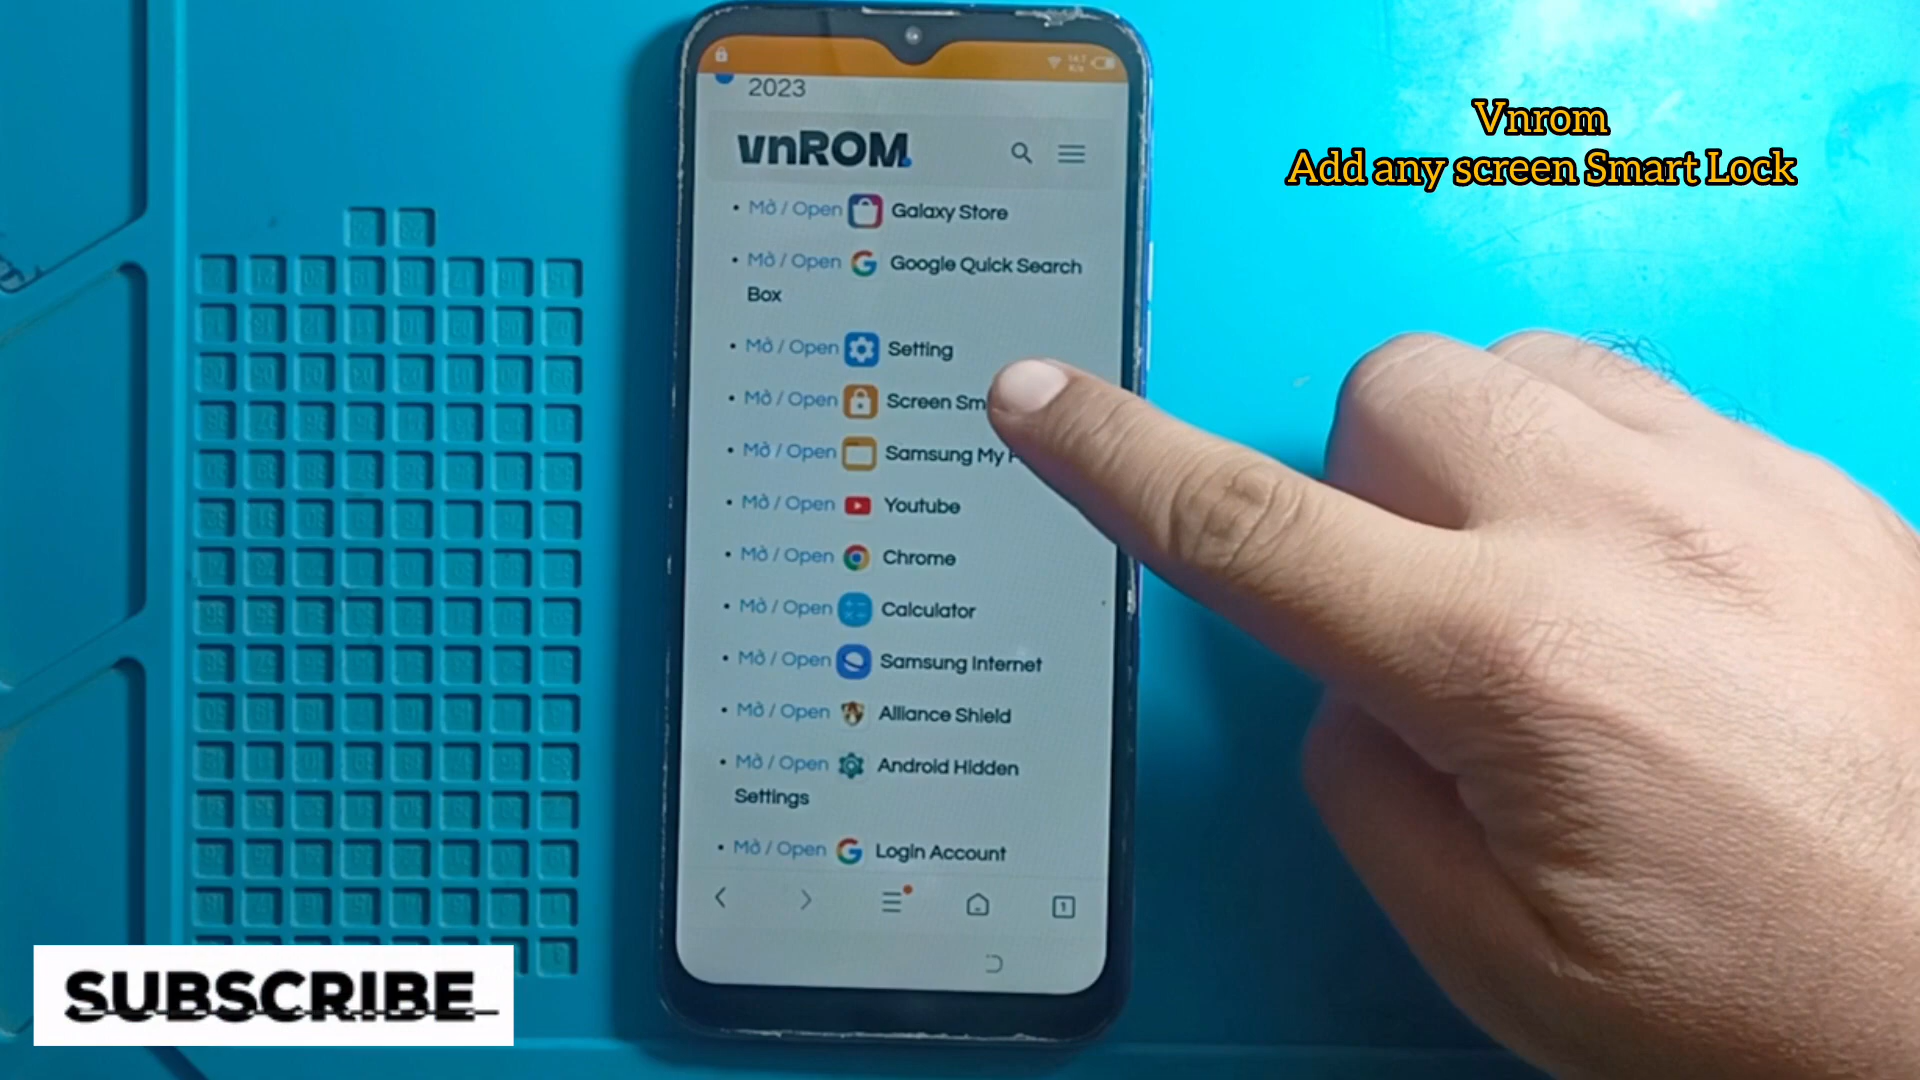 2023
vnROM
Vnrom
Add any screen Smart Lock
• Mở / Open Galaxy Store
• Mở / Open Google Quick Search
Box
• Mở / Open Setting
• Mở / Open Screen
• Mở / Open Samsung My
• Mở / Open Youtube
• Mở / Open Chrome
• Mở / Open Calculator
• Mở / Open Samsung Internet
• Mở / Open Alliance Shield
• Mở / Open Android Hidden
Settings
• Mở / Open Login Account
1
SUBSCRIBE